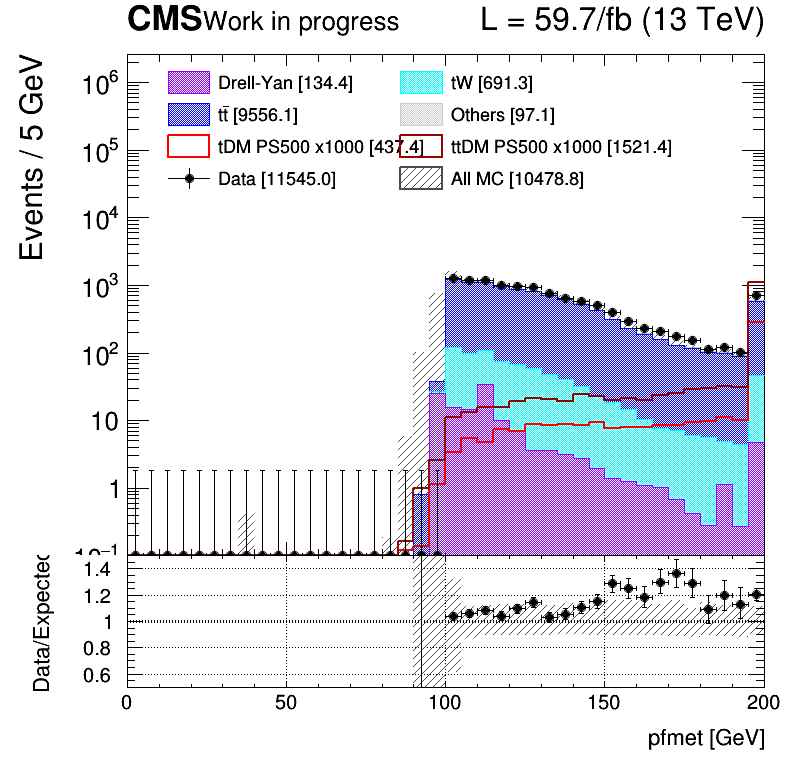 CMS Work in progress L = 59.7/fb (13 TeV)
Events / 5 GeV
Drell-Yan [134.4] tW [691.3]
tt̄ [9556.1] Others [97.1]
tDM PS500 x1000 [437.4] ttDM PS500 x1000 [1521.4]
Data [11545.0] All MC [10478.8]
10⁶
10⁵
10⁴
10³
10²
10
1
10⁻¹
Data/Expected
1.4
1.2
1
0.8
0.6
0 50 100 150 200
pfmet [GeV]